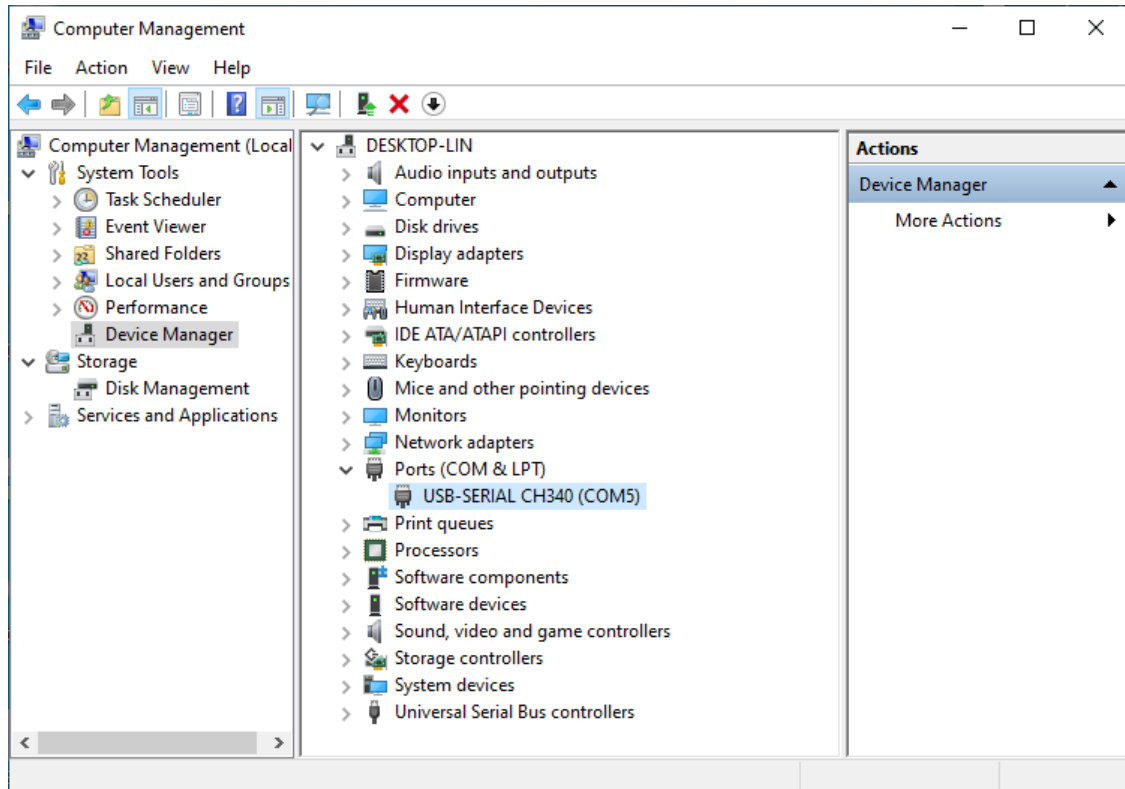 Computer Management
File Action View Help
Computer Management (Local
System Tools
Task Scheduler
Event Viewer
Shared Folders
Local Users and Groups
Performance
Device Manager
Storage
Disk Management
Services and Applications
DESKTOP-LIN
Audio inputs and outputs
Computer
Disk drives
Display adapters
Firmware
Human Interface Devices
IDE ATA/ATAPI controllers
Keyboards
Mice and other pointing devices
Monitors
Network adapters
Ports (COM & LPT)
USB-SERIAL CH340 (COM5)
Print queues
Processors
Software components
Software devices
Sound, video and game controllers
Storage controllers
System devices
Universal Serial Bus controllers
Actions
Device Manager
More Actions